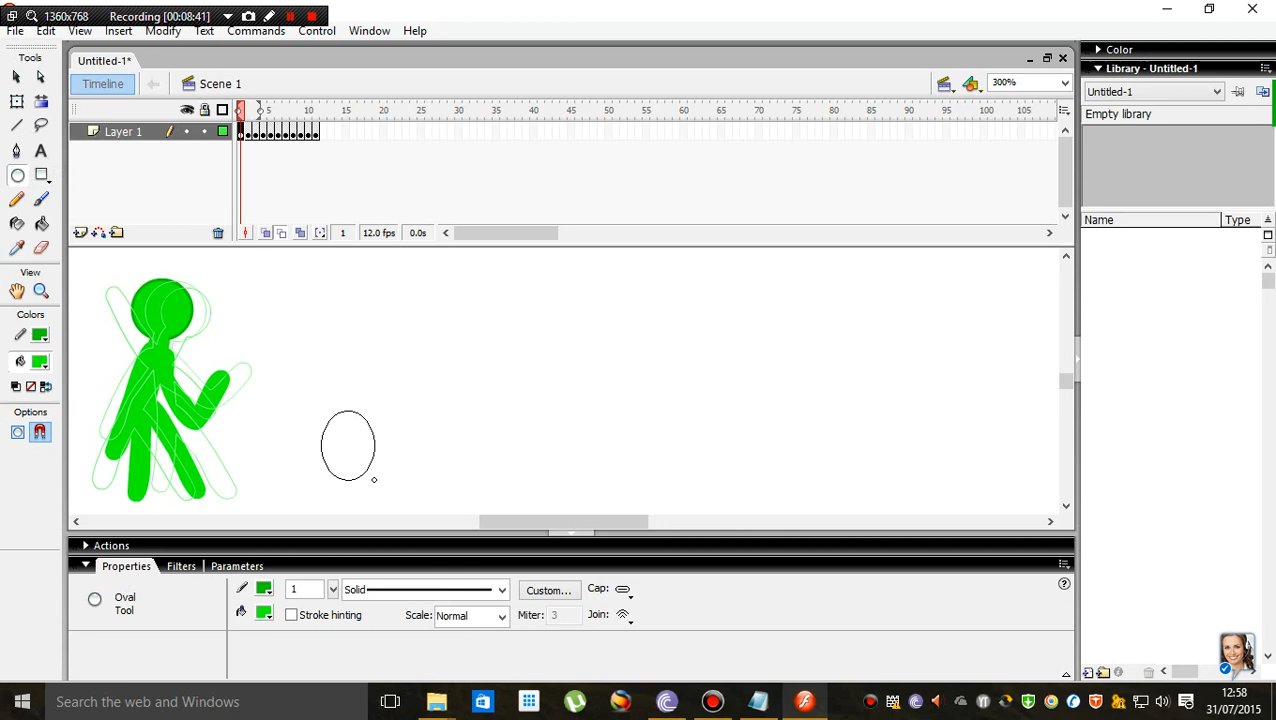 1360x768 Recording [00:08:41]
File Edit View Insert Modify Text Commands Control Window Help
Tools
Untitled-1*
Timeline Scene 1 300%
5 10 15 20 25 30 35 40 45 50 55 60 65 70 75 80 85 90 95 100 105
Layer 1
1 12.0 fps 0.0s
View
Colors
Options
Color
Library - Untitled-1
Untitled-1
Empty library
Name Type
Actions
Properties Filters Parameters
Oval
Tool
1 Solid Custom... Cap:
Stroke hinting Scale: Normal Miter: 3 Join:
Search the web and Windows
12:58
31/07/2015